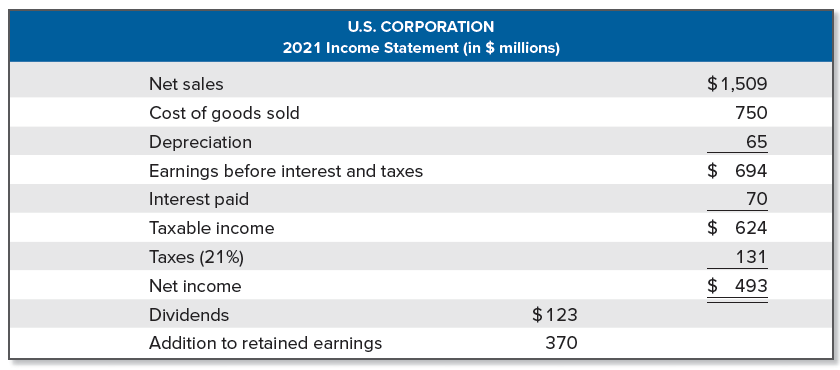 U.S. CORPORATION
2021 Income Statement (in $ millions)
Net sales $1,509
Cost of goods sold 750
Depreciation 65
Earnings before interest and taxes $ 694
Interest paid 70
Taxable income $ 624
Taxes (21%) 131
Net income $ 493
Dividends $123
Addition to retained earnings 370